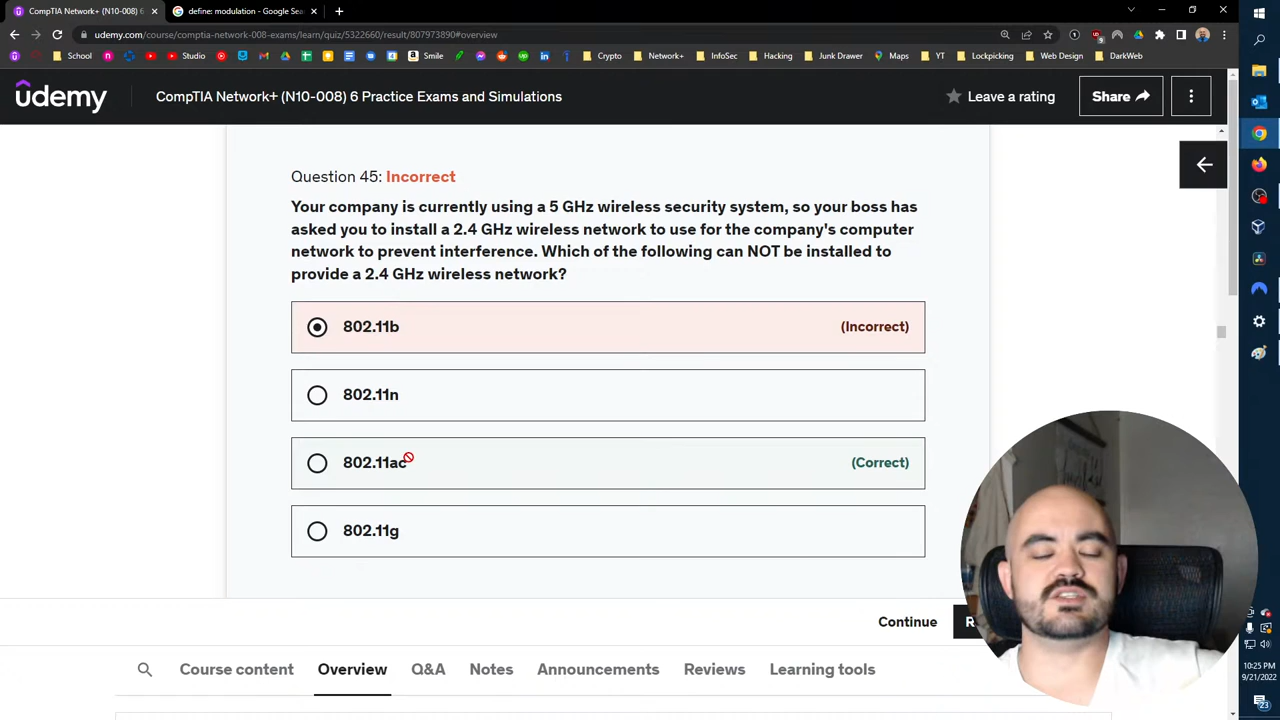 CompTIA Network+ (N10-008) 6
define: modulation - Google Sea
udemy.com/course/comptia-network-008-exams/learn/quiz/5322660/result/807973890#overview
School
Studio
Smile
Crypto
Network+
InfoSec
Hacking
Junk Drawer
Maps
YT
Lockpicking
Web Design
DarkWeb
ûdemy
CompTIA Network+ (N10-008) 6 Practice Exams and Simulations
Leave a rating
Share
Question 45: Incorrect
Your company is currently using a 5 GHz wireless security system, so your boss has
asked you to install a 2.4 GHz wireless network to use for the company's computer
network to prevent interference. Which of the following can NOT be installed to
provide a 2.4 GHz wireless network?
802.11b (Incorrect)
802.11n
802.11ac (Correct)
802.11g
Continue
Course content
Overview
Q&A
Notes
Announcements
Reviews
Learning tools
10:25 PM
9/21/2022
23